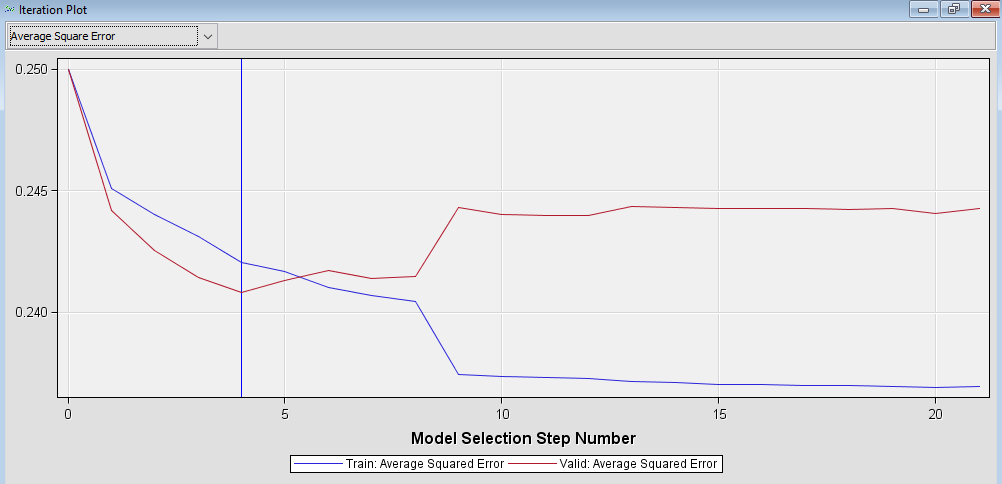 Iteration Plot
Average Square Error
0.250
0.245
0.240
0 5 10 15 20
Model Selection Step Number
Train: Average Squared Error Valid: Average Squared Error